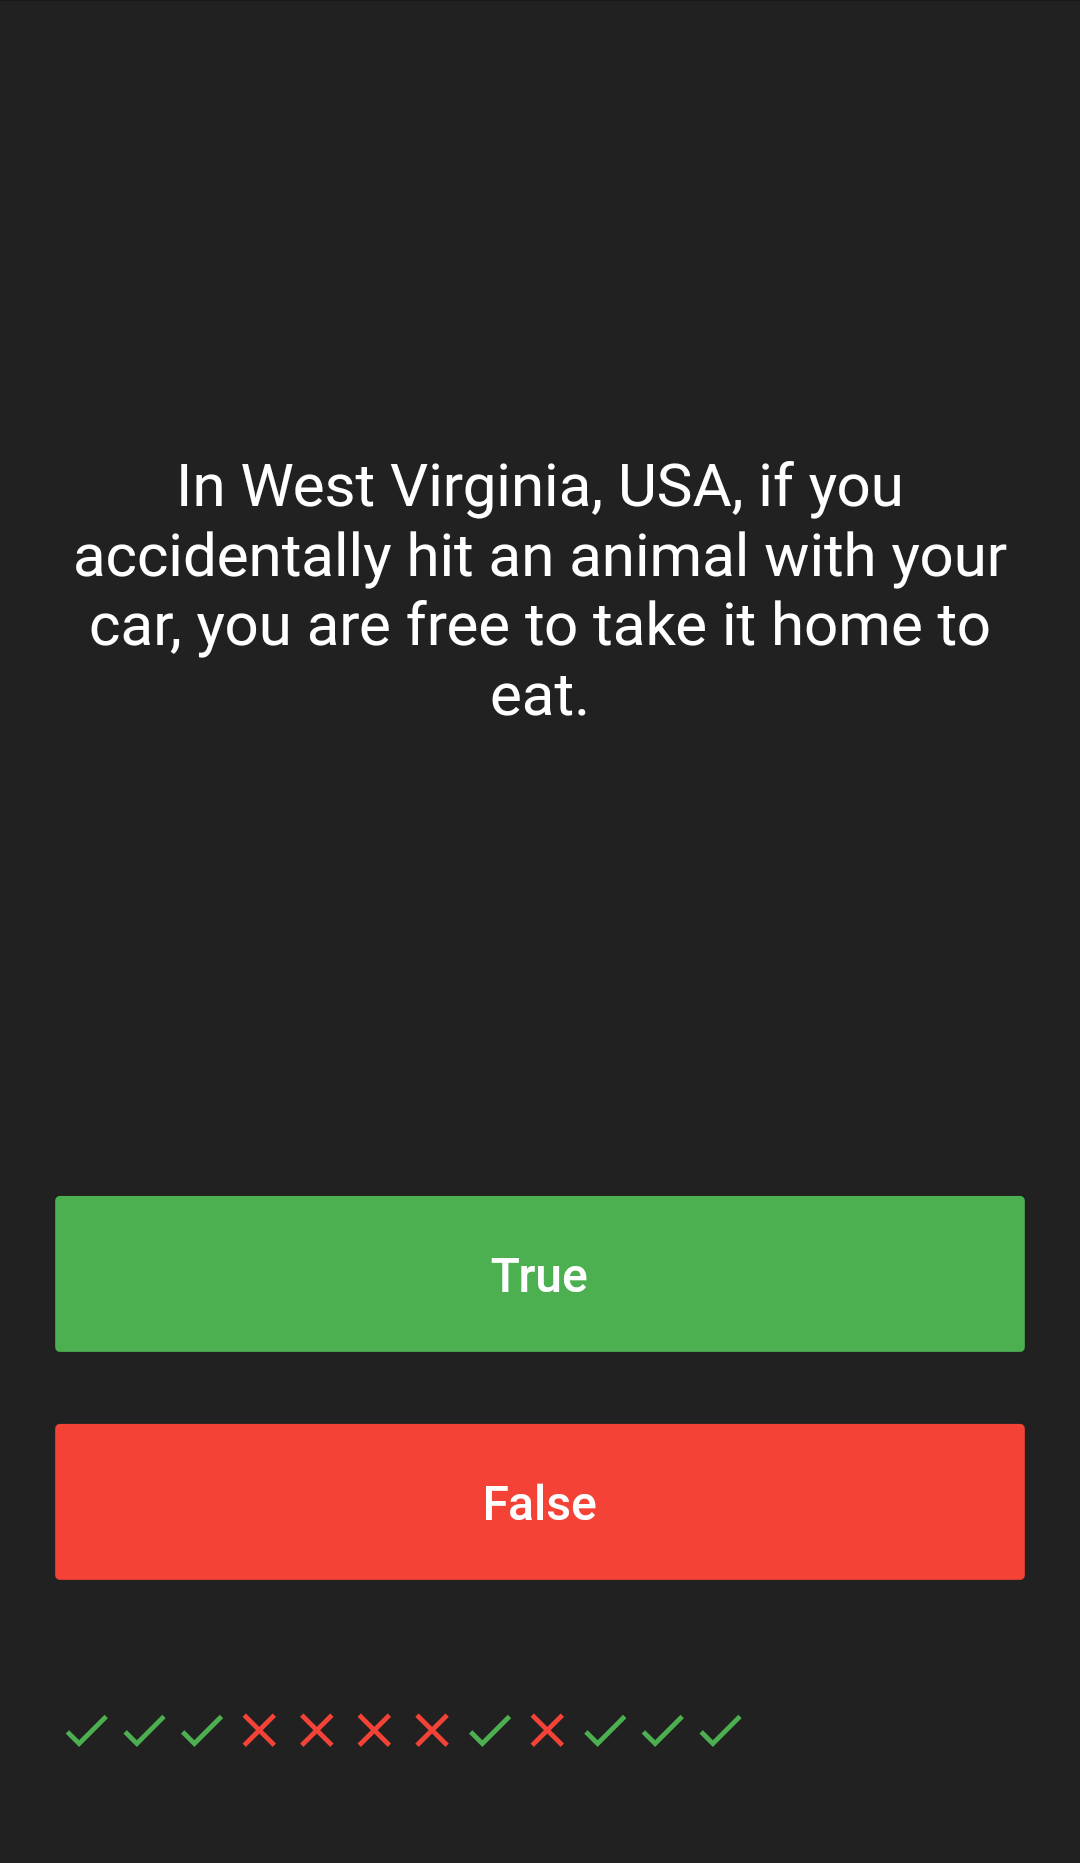 In West Virginia, USA, if you
accidentally hit an animal with your
car, you are free to take it home to
eat.
True
False